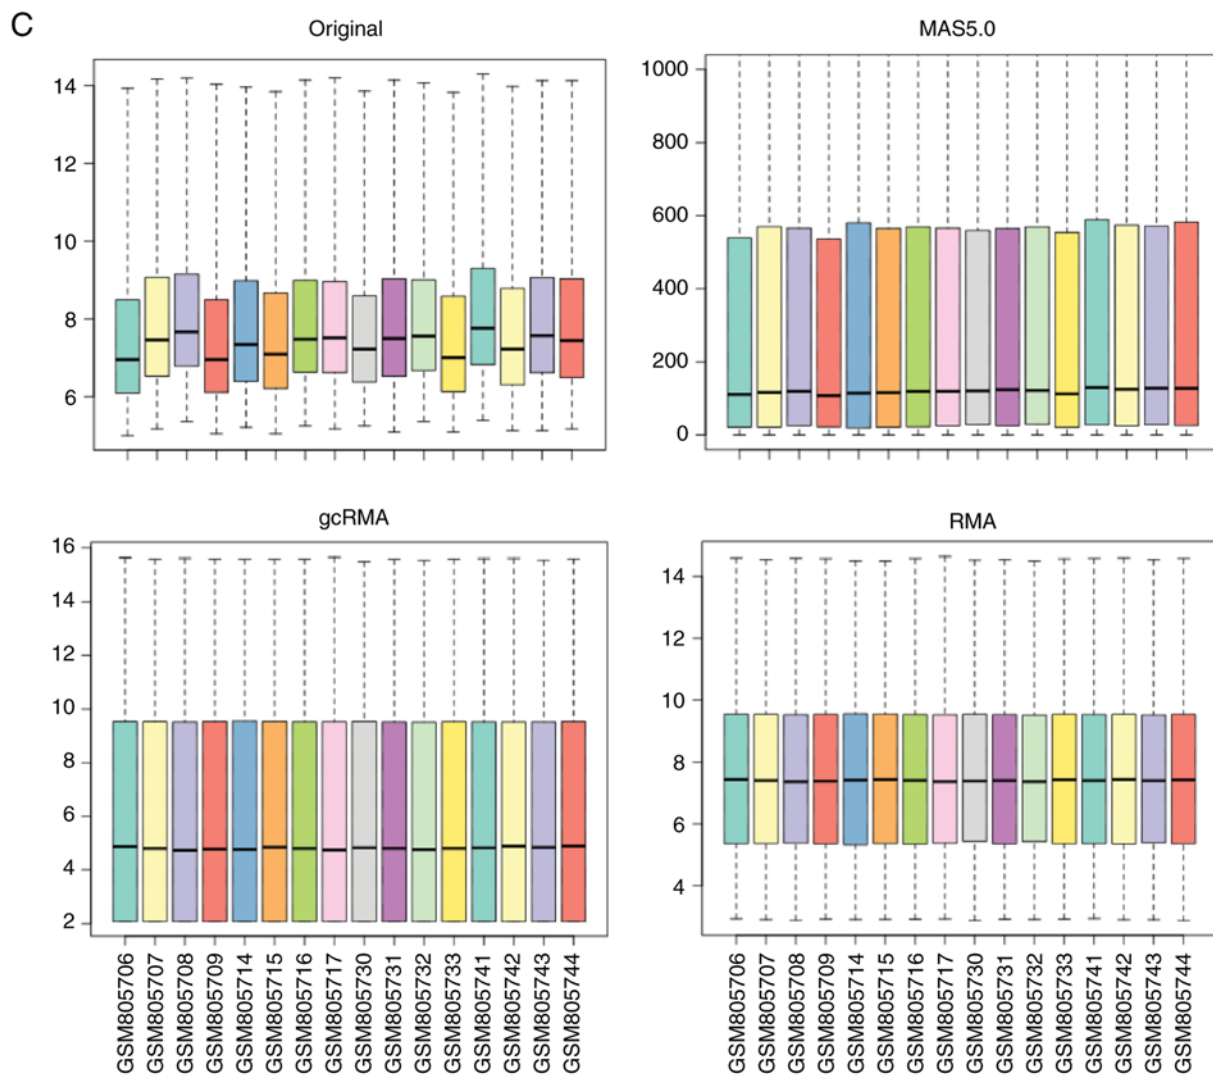 C
Original
14
12
10
8
6
MAS5.0
1000
800
600
400
200
0
gcRMA
16
14
12
10
8
6
4
2
RMA
14
12
10
8
6
4
GSM805706
GSM805707
GSM805708
GSM805709
GSM805714
GSM805715
GSM805716
GSM805717
GSM805730
GSM805731
GSM805732
GSM805733
GSM805741
GSM805742
GSM805743
GSM805744
GSM805706
GSM805707
GSM805708
GSM805709
GSM805714
GSM805715
GSM805716
GSM805717
GSM805730
GSM805731
GSM805732
GSM805733
GSM805741
GSM805742
GSM805743
GSM805744